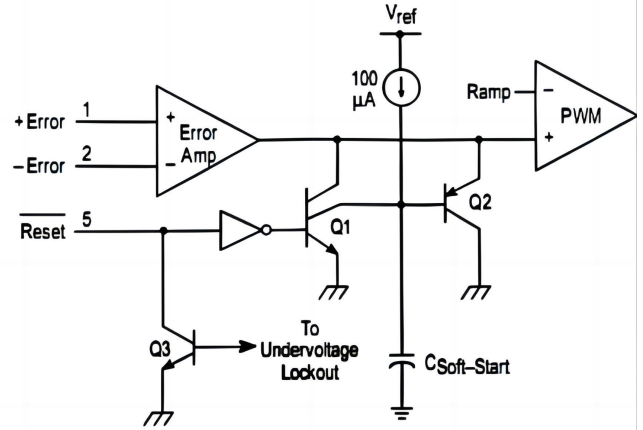 Vref
100
μA
Ramp
PWM
+ Error
1
+
Error
Amp
−
− Error
2
−
+
Reset
5
Q1
Q2
Q3
To
Undervoltage
Lockout
CSoft–Start